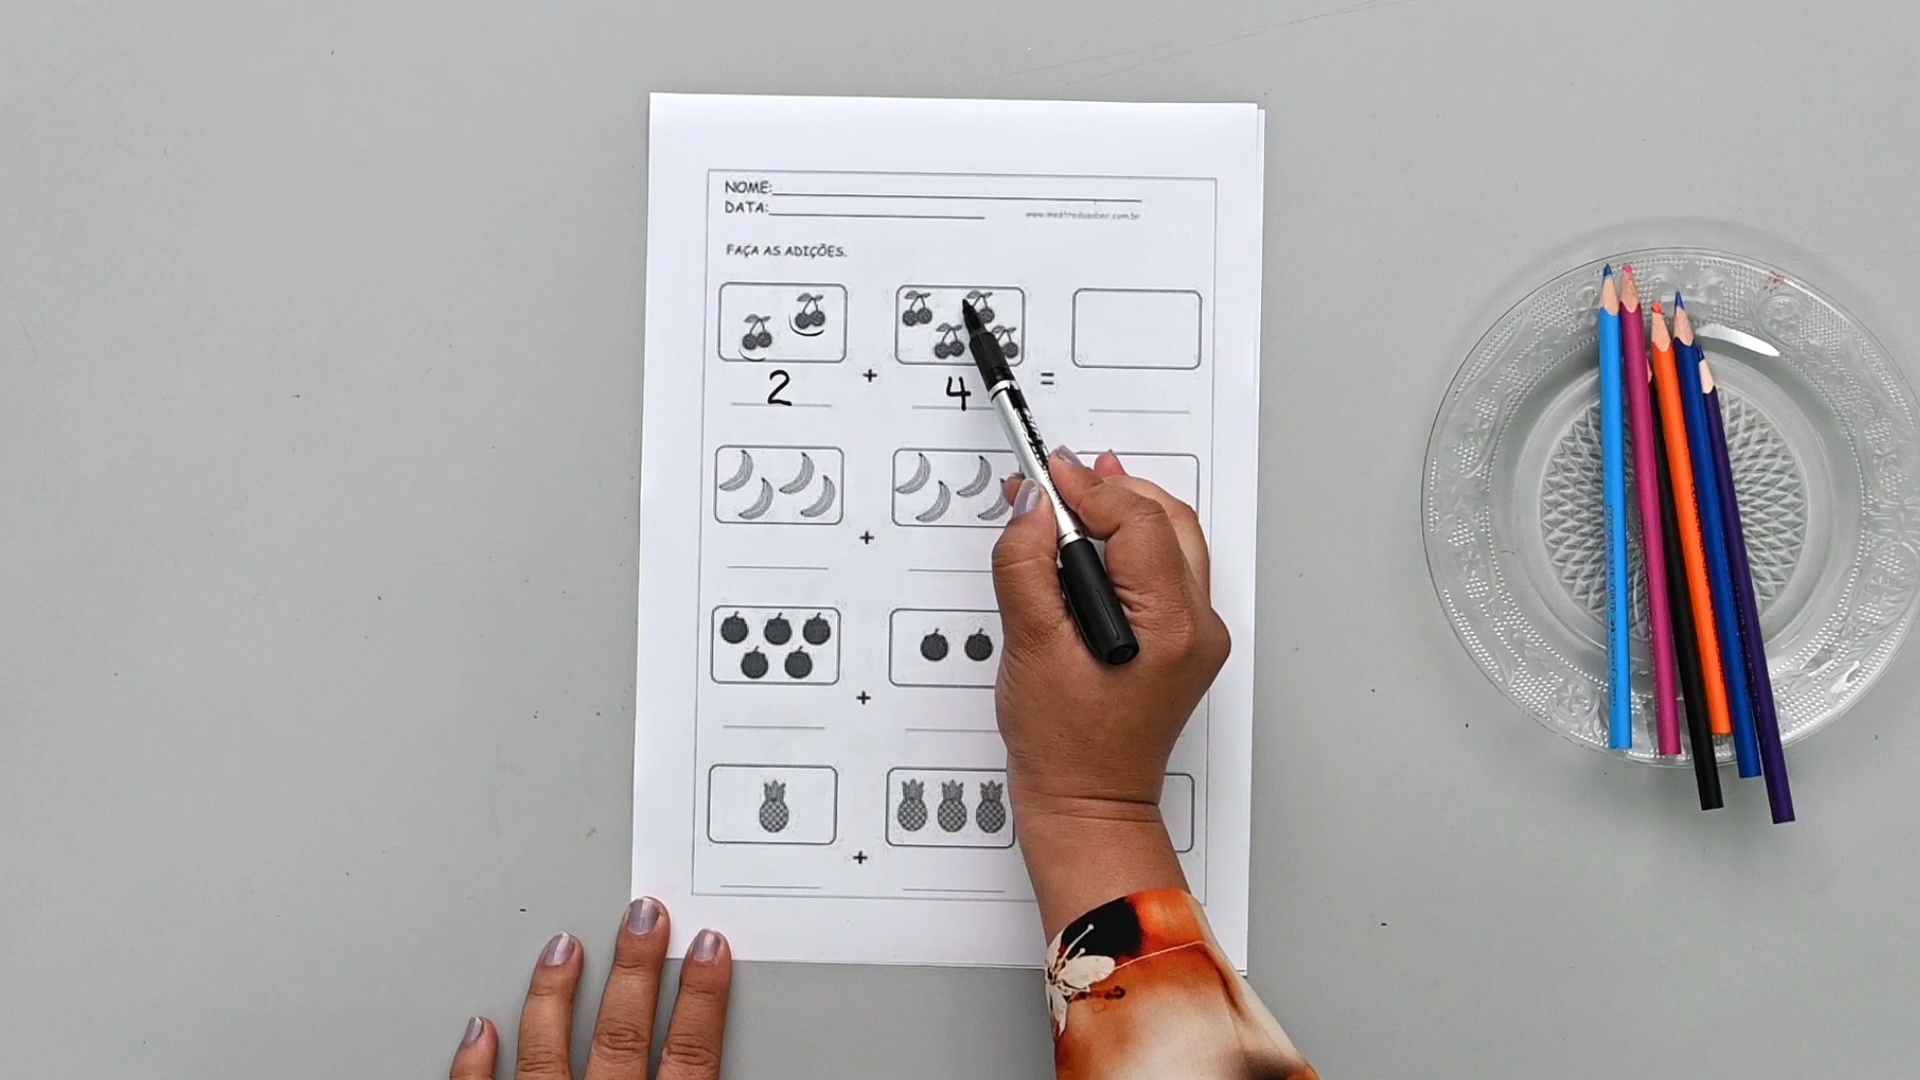 NOME:
DATA:
www.mestredosaber.com.br
FAÇA AS ADIÇÕES.
2 + 4 =
+
+
+